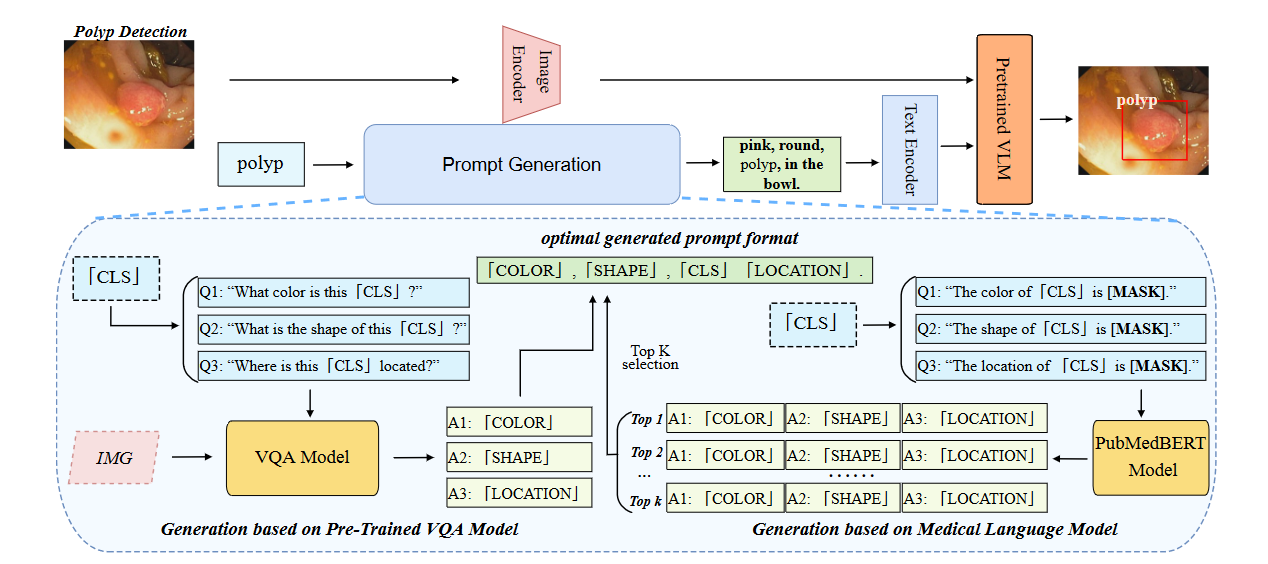 Polyp Detection
Image
Encoder
Pretrained VLM
polyp
Text Encoder
polyp
Prompt Generation
pink, round,
polyp, in the
bowl.
optimal generated prompt format
「CLS」
「COLOR」, 「SHAPE」, 「CLS」 「LOCATION」 .
Q1: “What color is this 「CLS」 ?”
Q2: “What is the shape of this 「CLS」 ?”
Q3: “Where is this 「CLS」 located?”
「CLS」
Q1: “The color of 「CLS」 is [MASK].”
Q2: “The shape of 「CLS」 is [MASK].”
Q3: “The location of 「CLS」 is [MASK].”
Top K
selection
IMG
VQA Model
A1: 「COLOR」
A2: 「SHAPE」
A3: 「LOCATION」
Top 1 A1: 「COLOR」 A2: 「SHAPE」 A3: 「LOCATION」
Top 2 A1: 「COLOR」 A2: 「SHAPE」 A3: 「LOCATION」
... ......
Top k A1: 「COLOR」 A2: 「SHAPE」 A3: 「LOCATION」
PubMedBERT
Model
Generation based on Pre-Trained VQA Model
Generation based on Medical Language Model